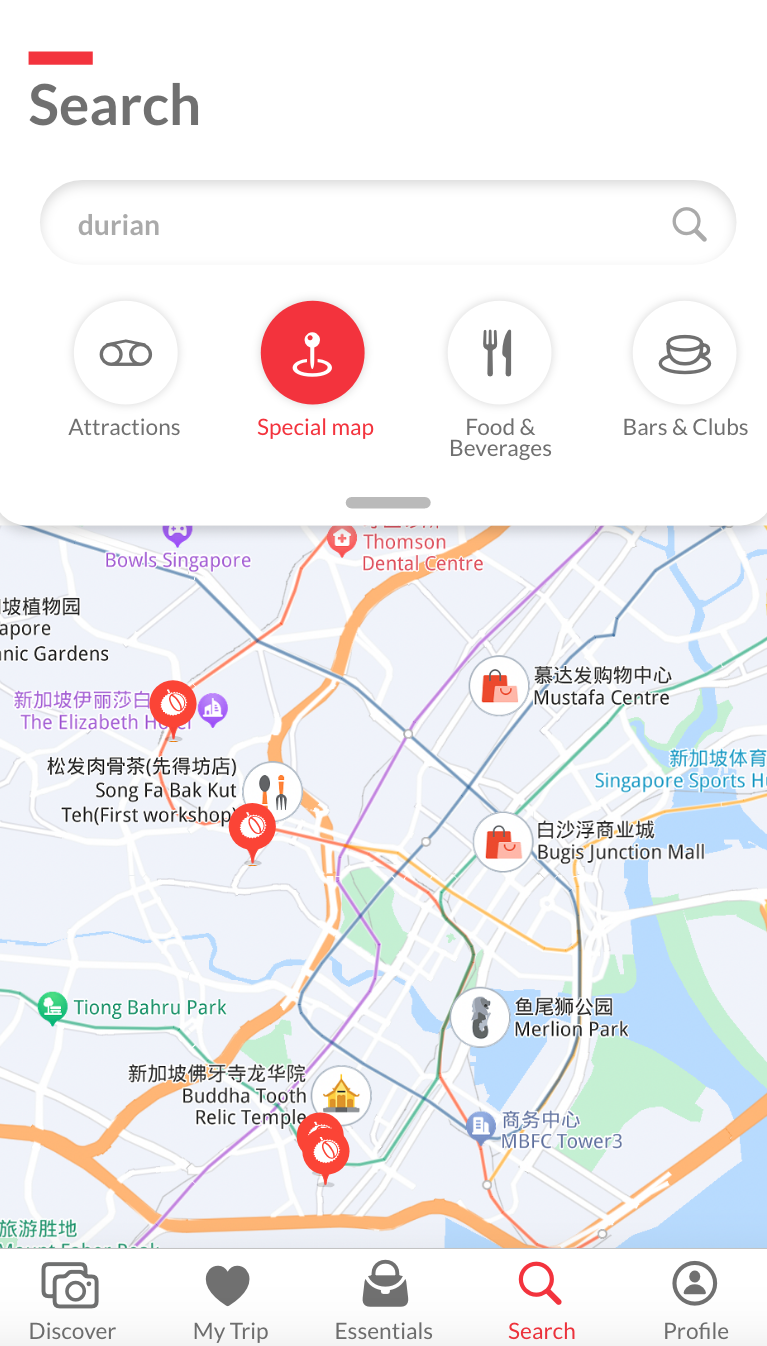 Search
durian
Attractions
Special map
Food &
Beverages
Bars & Clubs
Bowls Singapore
Thomson
Dental Centre
坡植物园
apore
nic Gardens
慕达发购物中心
Mustafa Centre
新加坡伊丽莎白
The Elizabeth Hotel
新加坡体育
Singapore Sports H
松发肉骨茶(先得坊店)
Song Fa Bak Kut
Teh(First workshop)
白沙浮商业城
Bugis Junction Mall
Tiong Bahru Park
鱼尾狮公园
Merlion Park
新加坡佛牙寺龙华院
Buddha Tooth
Relic Temple
商务中心
MBFC Tower3
旅游胜地
Discover
My Trip
Essentials
Search
Profile